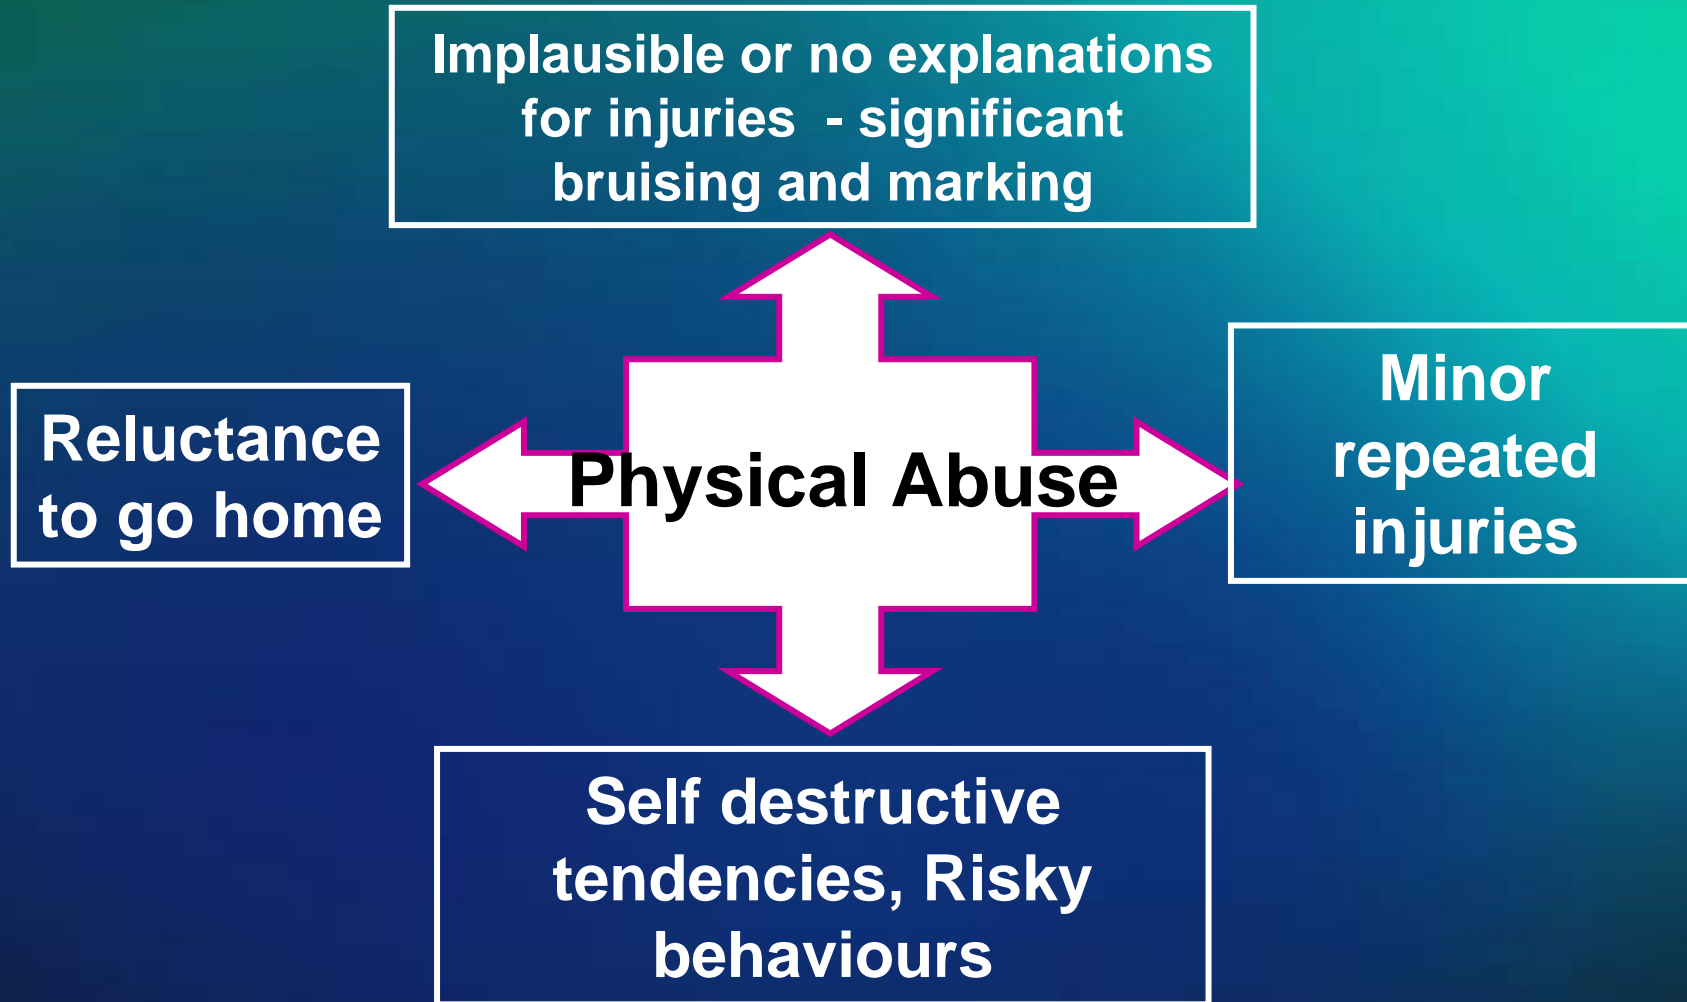 Implausible or no explanations
for injuries  - significant
bruising and marking
Reluctance
to go home
Physical Abuse
Minor
repeated
injuries
Self destructive
tendencies, Risky
behaviours